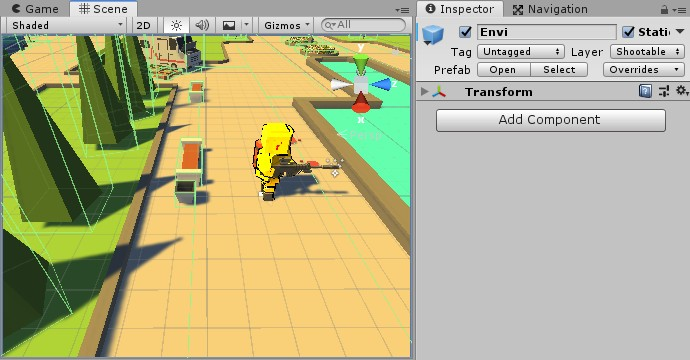 Game
Scene
Inspector
Navigation
Shaded
2D
Gizmos
All
Envi
Static
Tag
Untagged
Layer
Shootable
Prefab
Open
Select
Overrides
Transform
Add Component
y
z
x